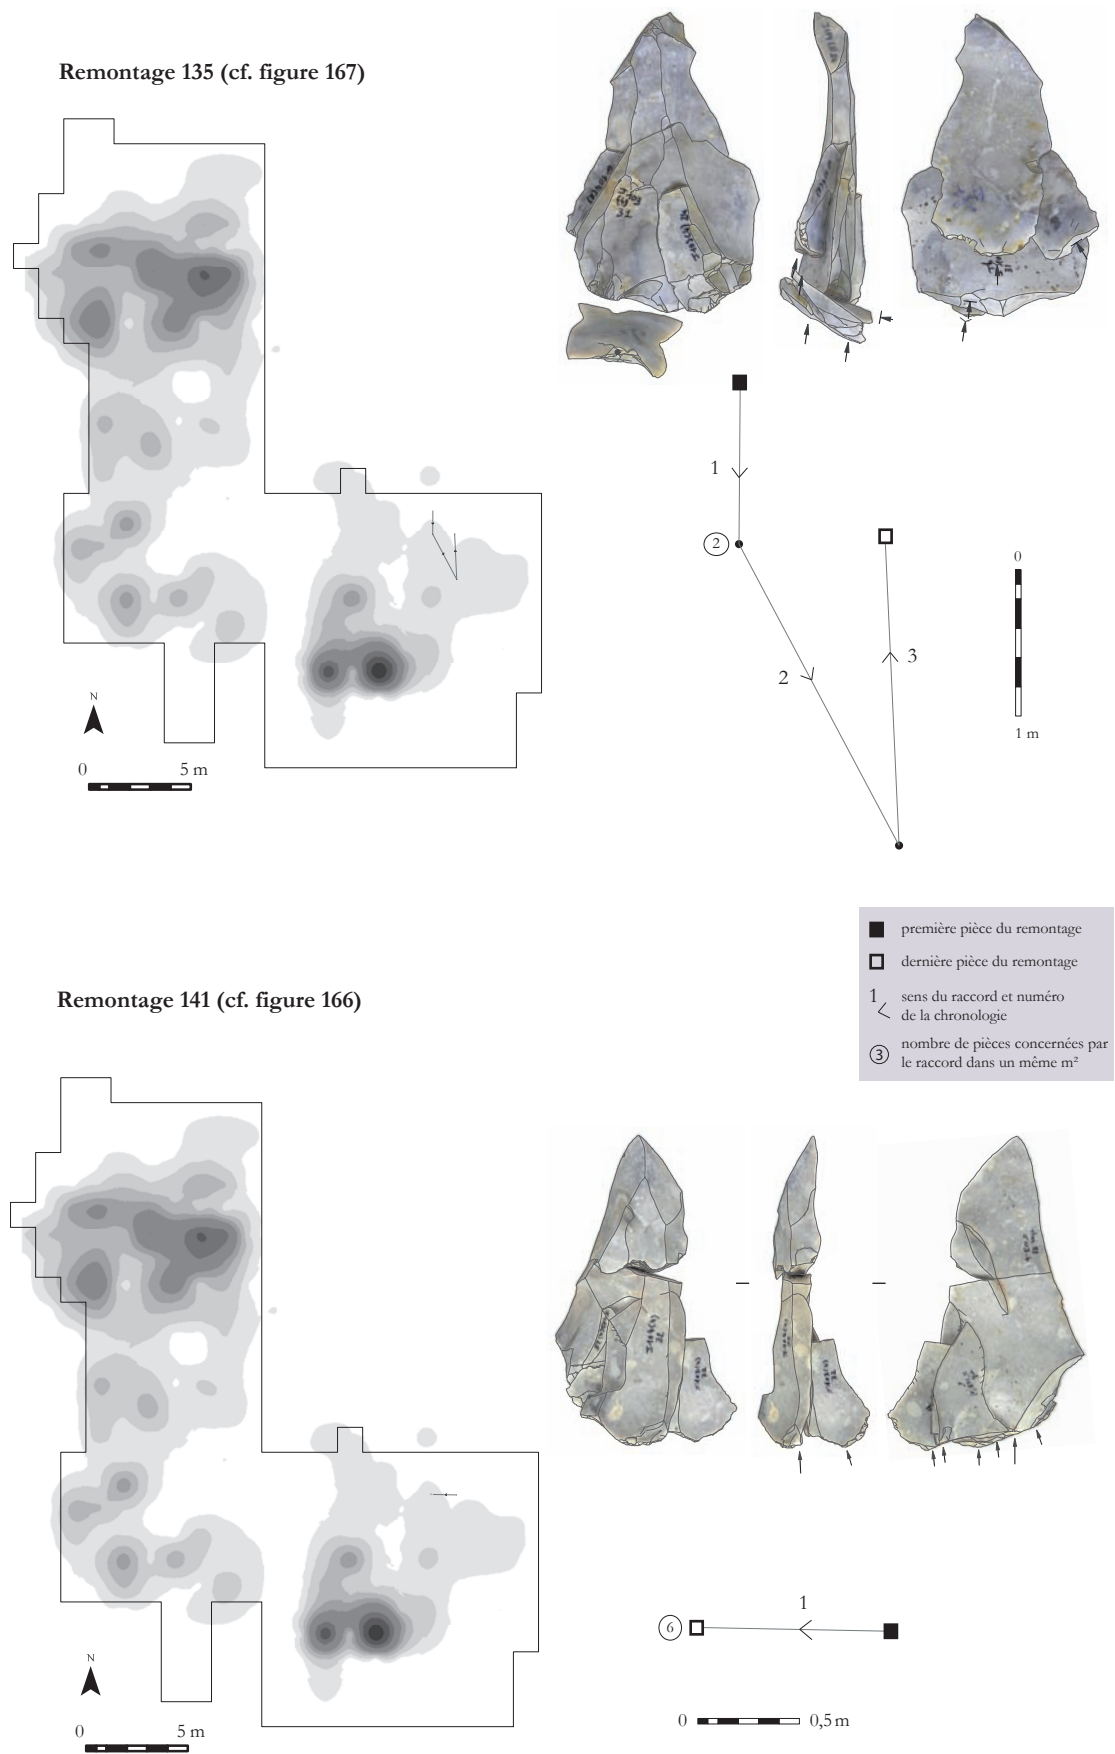 Remontage 135 (cf. figure 167)
1
2
2
3
0
1 m
N
0 5 m
première pièce du remontage
dernière pièce du remontage
1 sens du raccord et numéro
de la chronologie
3 nombre de pièces concernées par
le raccord dans un même m²
Remontage 141 (cf. figure 166)
1
6
N
0 5 m
0 0,5 m